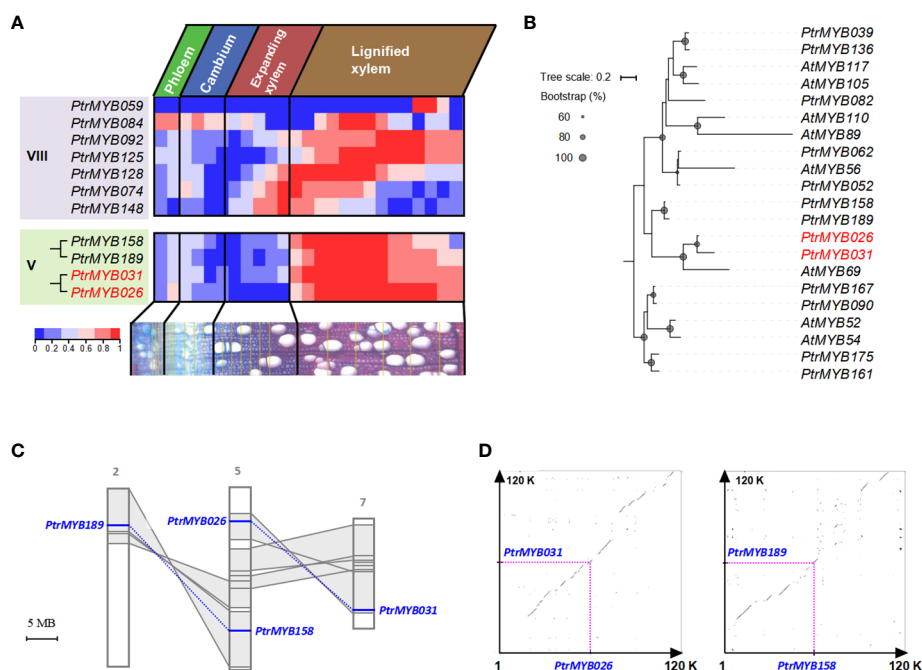 A
Phloem
Cambium
Expanding
xylem
Lignified
xylem
VIII
PtrMYB059
PtrMYB084
PtrMYB092
PtrMYB125
PtrMYB128
PtrMYB074
PtrMYB148
V
PtrMYB158
PtrMYB189
PtrMYB031
PtrMYB026
0 0.2 0.4 0.6 0.8 1
B
Tree scale: 0.2
Bootstrap (%)
60
80
100
PtrMYB039
PtrMYB136
AtMYB117
AtMYB105
PtrMYB082
AtMYB110
AtMYB89
PtrMYB062
AtMYB56
PtrMYB052
PtrMYB158
PtrMYB189
PtrMYB026
PtrMYB031
AtMYB69
PtrMYB167
PtrMYB090
AtMYB52
AtMYB54
PtrMYB175
PtrMYB161
C
2
5
7
PtrMYB189
PtrMYB026
PtrMYB031
PtrMYB158
5 MB
D
120 K
PtrMYB031
1
PtrMYB026
120 K
120 K
PtrMYB189
1
PtrMYB158
120 K